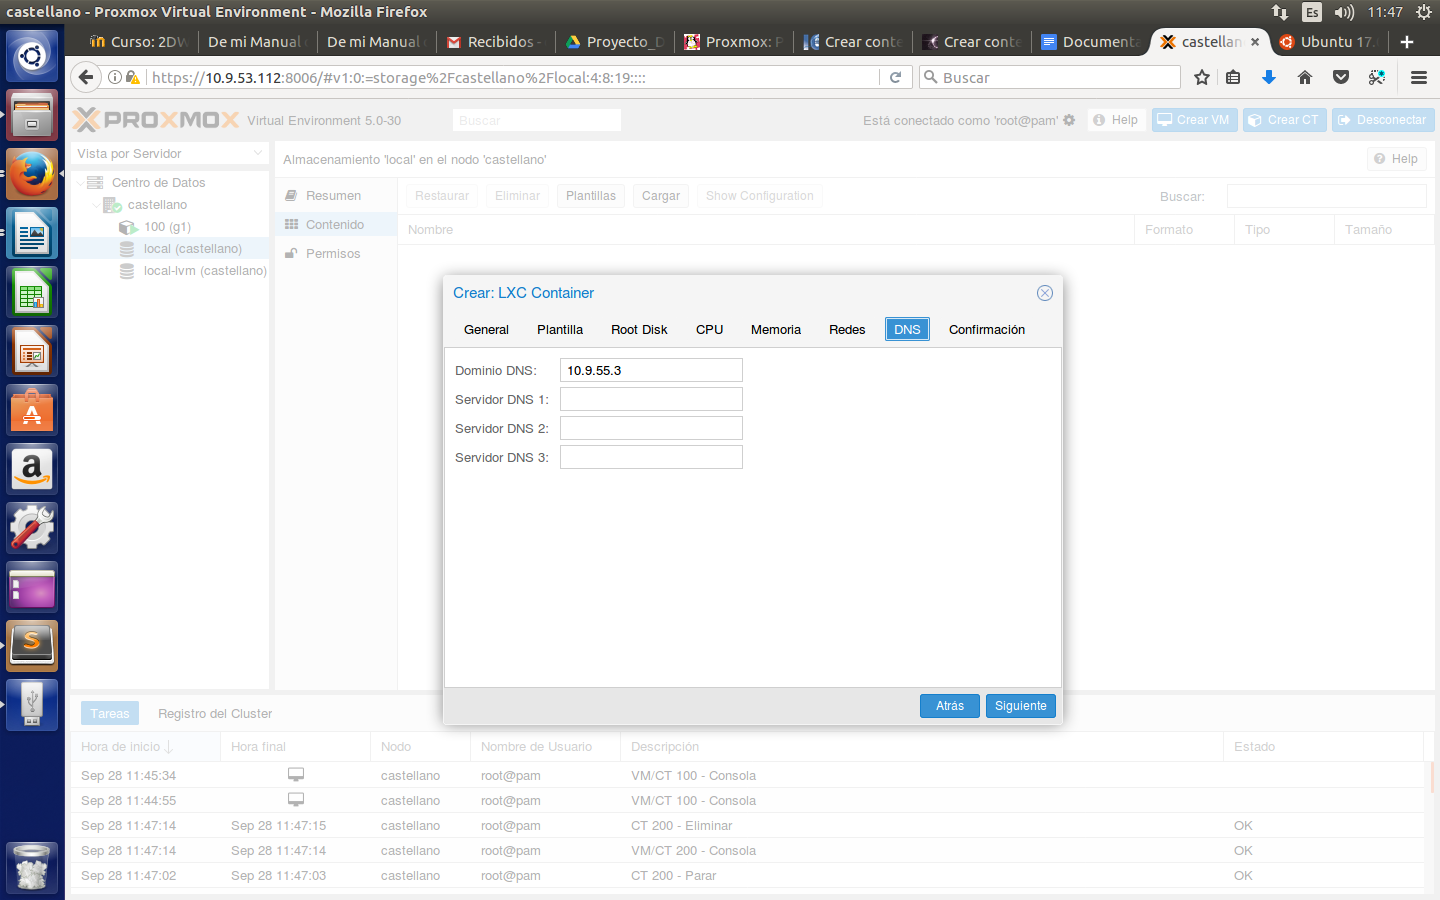 castellano - Proxmox Virtual Environment - Mozilla Firefox
Es
11:47
Curso: 2DW
De mi Manual
De mi Manual
Recibidos -
Proyecto_D
Proxmox: P
Crear cont
Crear conte
Documenta
castellan
Ubuntu 17.
https://10.9.53.112:8006/#v1:0:=storage%2Fcastellano%2Flocal:4:8:19::::
Buscar
PROXMOX
Virtual Environment 5.0-30
Buscar
Está conectado como 'root@pam'
Help
Crear VM
Crear CT
Desconectar
Vista por Servidor
Almacenamiento 'local' en el nodo 'castellano'
Help
Centro de Datos
castellano
100 (g1)
local (castellano)
local-lvm (castellano)
Resumen
Contenido
Permisos
Restaurar
Eliminar
Plantillas
Cargar
Show Configuration
Buscar:
Nombre
Formato
Tipo
Tamaño
Crear: LXC Container
General
Plantilla
Root Disk
CPU
Memoria
Redes
DNS
Confirmación
Dominio DNS:
10.9.55.3
Servidor DNS 1:
Servidor DNS 2:
Servidor DNS 3:
Atrás
Siguiente
Tareas
Registro del Cluster
Hora de inicio
Hora final
Nodo
Nombre de Usuario
Descripción
Estado
Sep 28 11:45:34
castellano
root@pam
VM/CT 100 - Consola
Sep 28 11:44:55
castellano
root@pam
VM/CT 100 - Consola
Sep 28 11:47:14
Sep 28 11:47:15
castellano
root@pam
CT 200 - Eliminar
OK
Sep 28 11:47:14
Sep 28 11:47:14
castellano
root@pam
VM/CT 200 - Consola
OK
Sep 28 11:47:02
Sep 28 11:47:03
castellano
root@pam
CT 200 - Parar
OK